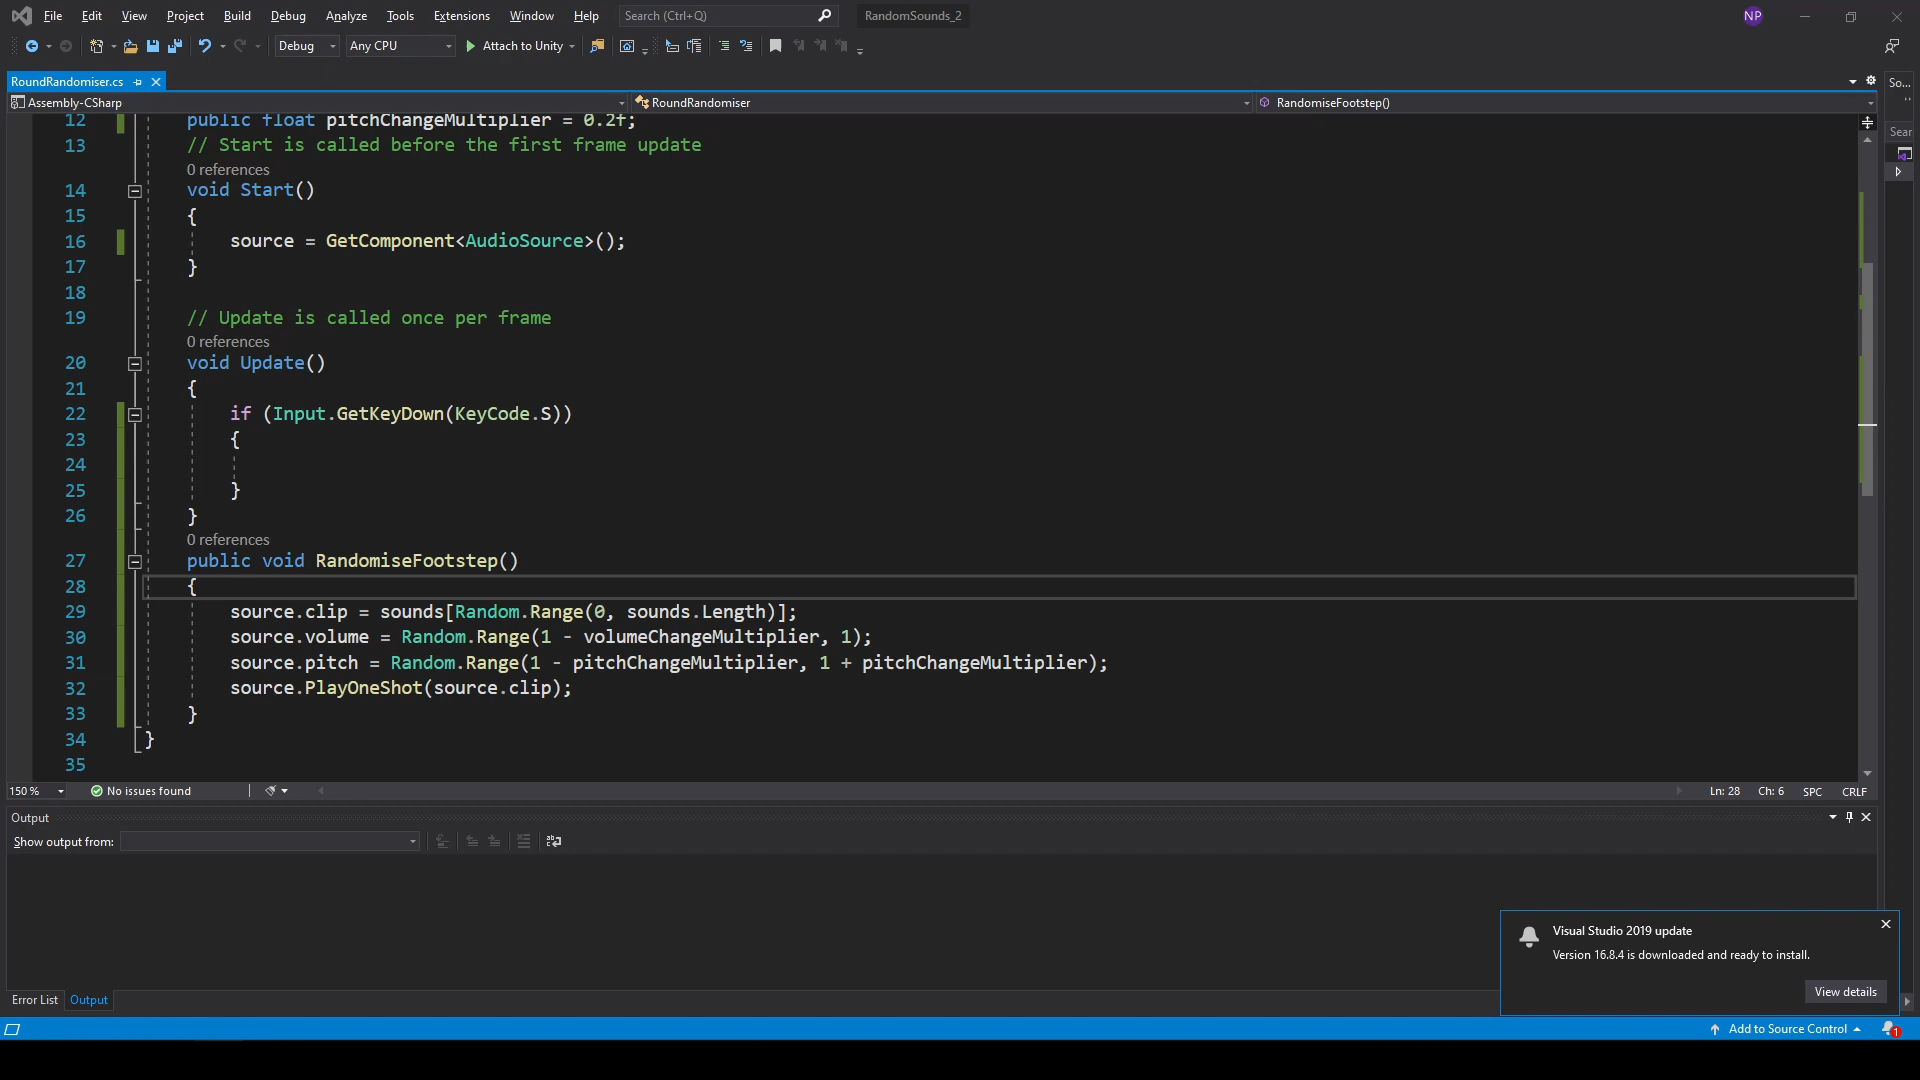 File Edit View Project Build Debug Analyze Tools Extensions Window Help Search (Ctrl+Q) RandomSounds_2 NP
Debug Any CPU Attach to Unity
RoundRandomiser.cs So...
Assembly-CSharp RoundRandomiser RandomiseFootstep()
Sear
12 public float pitchChangeMultiplier = 0.2f;
13 // Start is called before the first frame update
0 references
14 void Start()
15 {
16 source = GetComponent<AudioSource>();
17 }
18
19 // Update is called once per frame
0 references
20 void Update()
21 {
22 if (Input.GetKeyDown(KeyCode.S))
23 {
24
25 }
26 }
0 references
27 public void RandomiseFootstep()
28 {
29 source.clip = sounds[Random.Range(0, sounds.Length)];
30 source.volume = Random.Range(1 - volumeChangeMultiplier, 1);
31 source.pitch = Random.Range(1 - pitchChangeMultiplier, 1 + pitchChangeMultiplier);
32 source.PlayOneShot(source.clip);
33 }
34 }
35
150 % No issues found Ln: 28 Ch: 6 SPC CRLF
Output
Show output from:
Visual Studio 2019 update
Version 16.8.4 is downloaded and ready to install.
View details
Error List Output
Add to Source Control 1